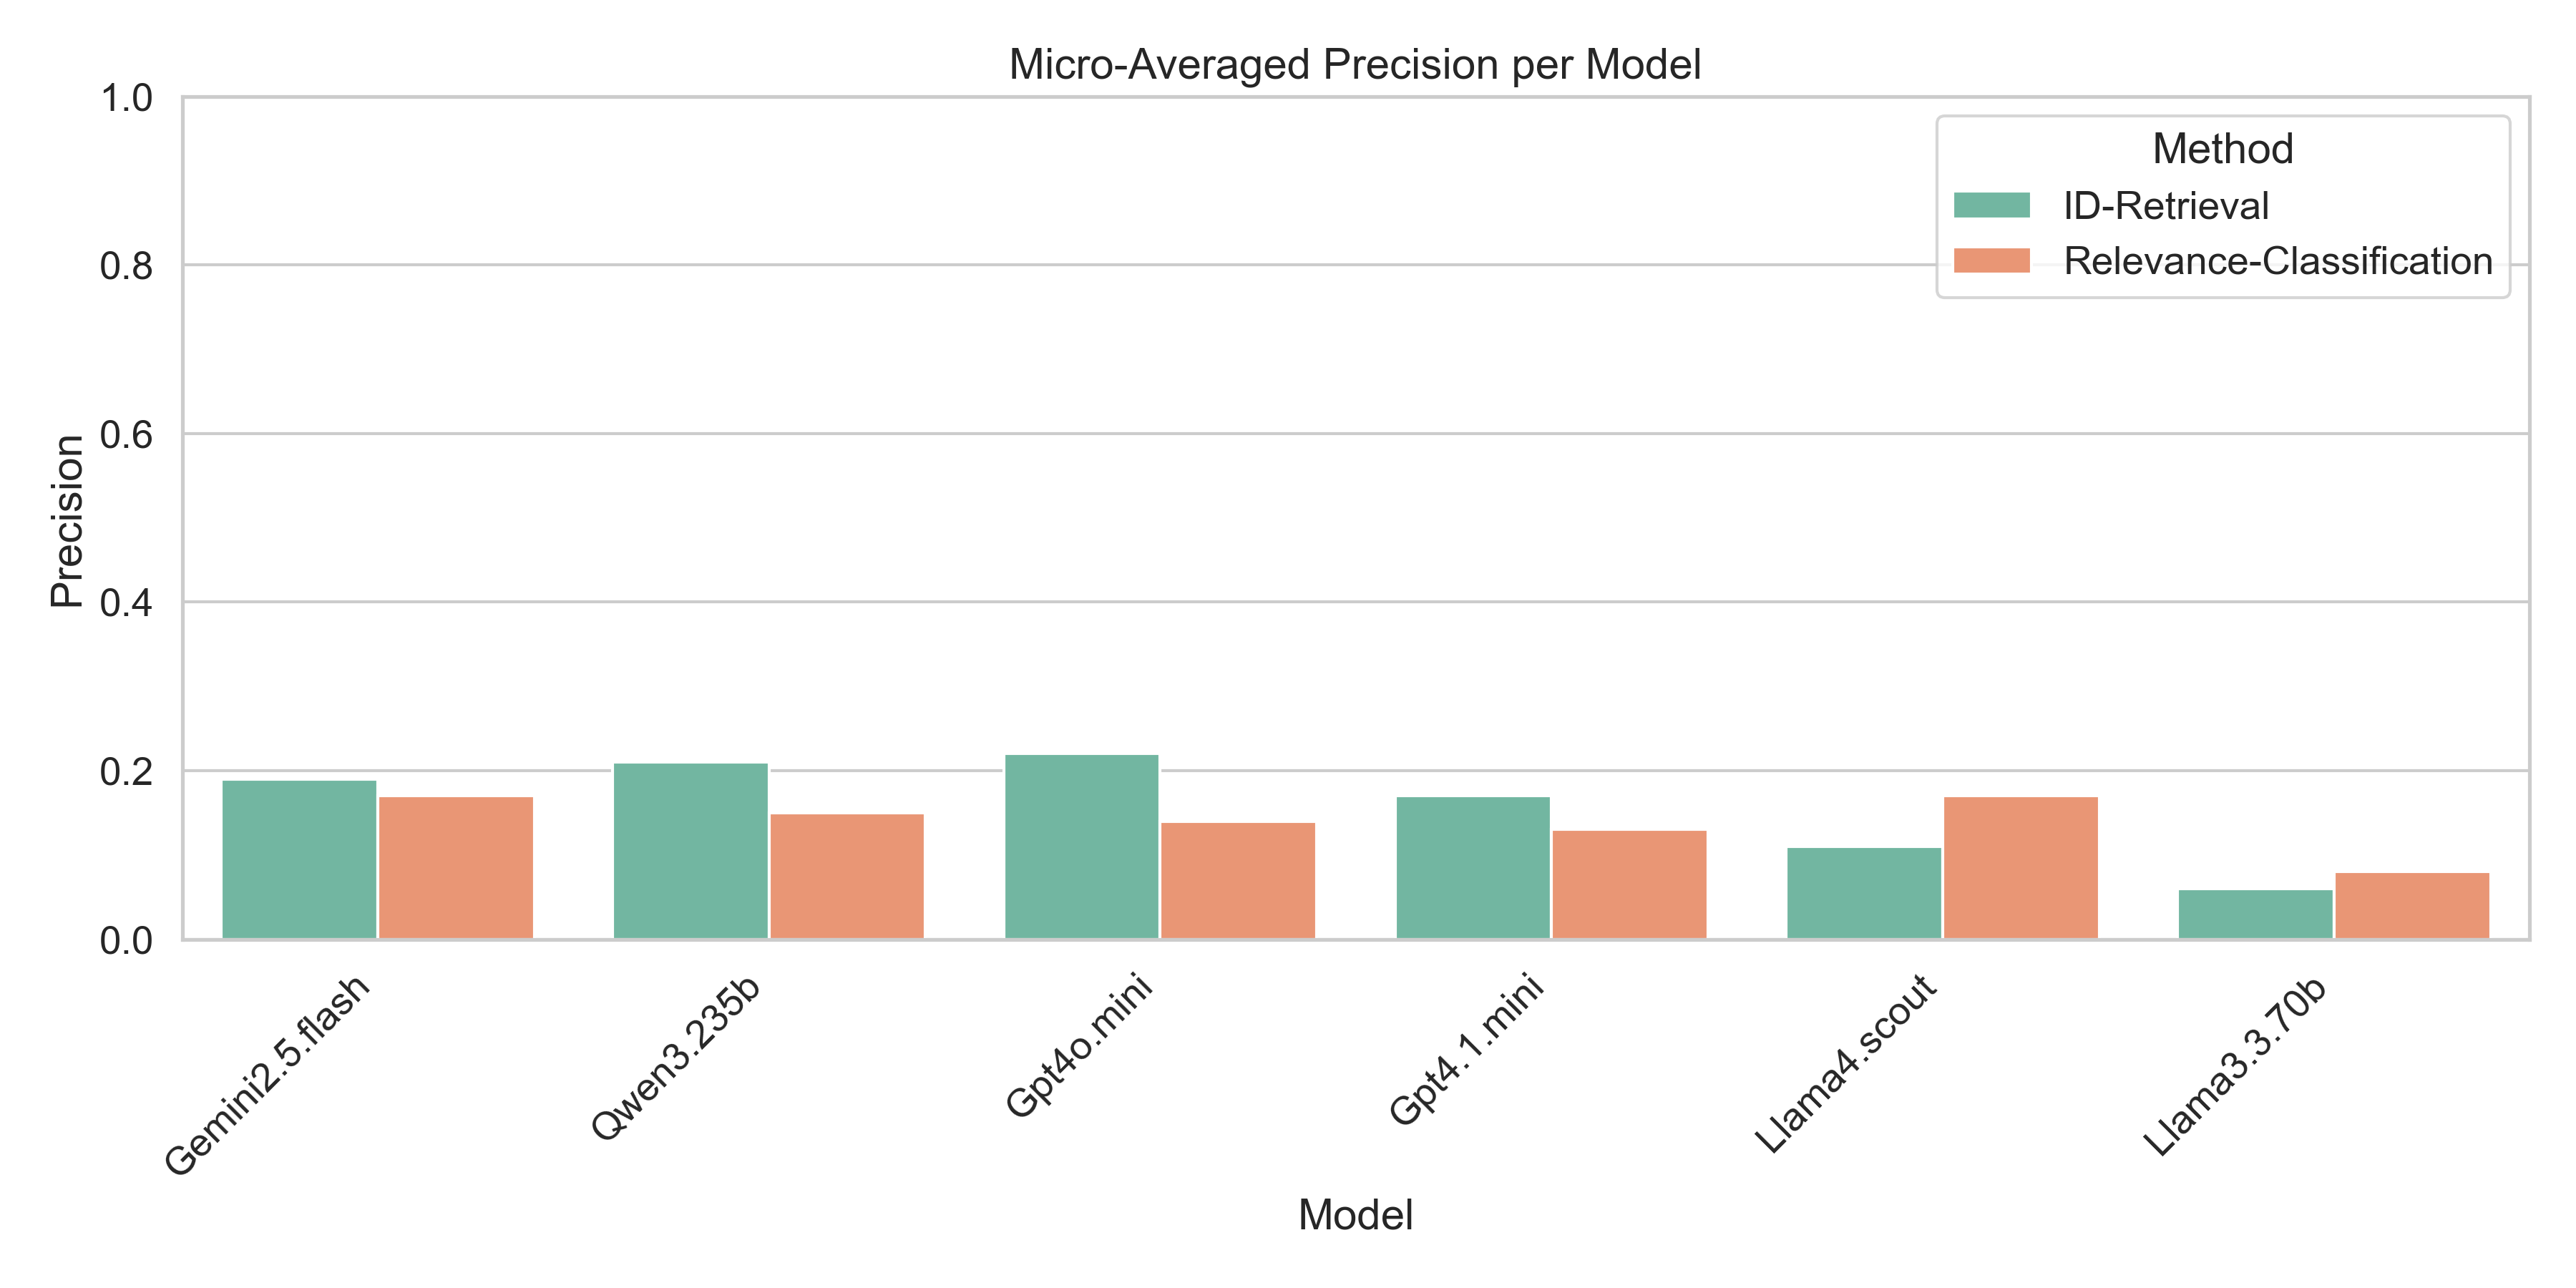 Micro-Averaged Precision per Model
1.0
0.8
0.6
0.4
0.2
0.0
Precision
Method
ID-Retrieval
Relevance-Classification
Gemini2.5.flash
Qwen3.235b
Gpt4o.mini
Gpt4.1.mini
Llama4.scout
Llama3.3.70b
Model